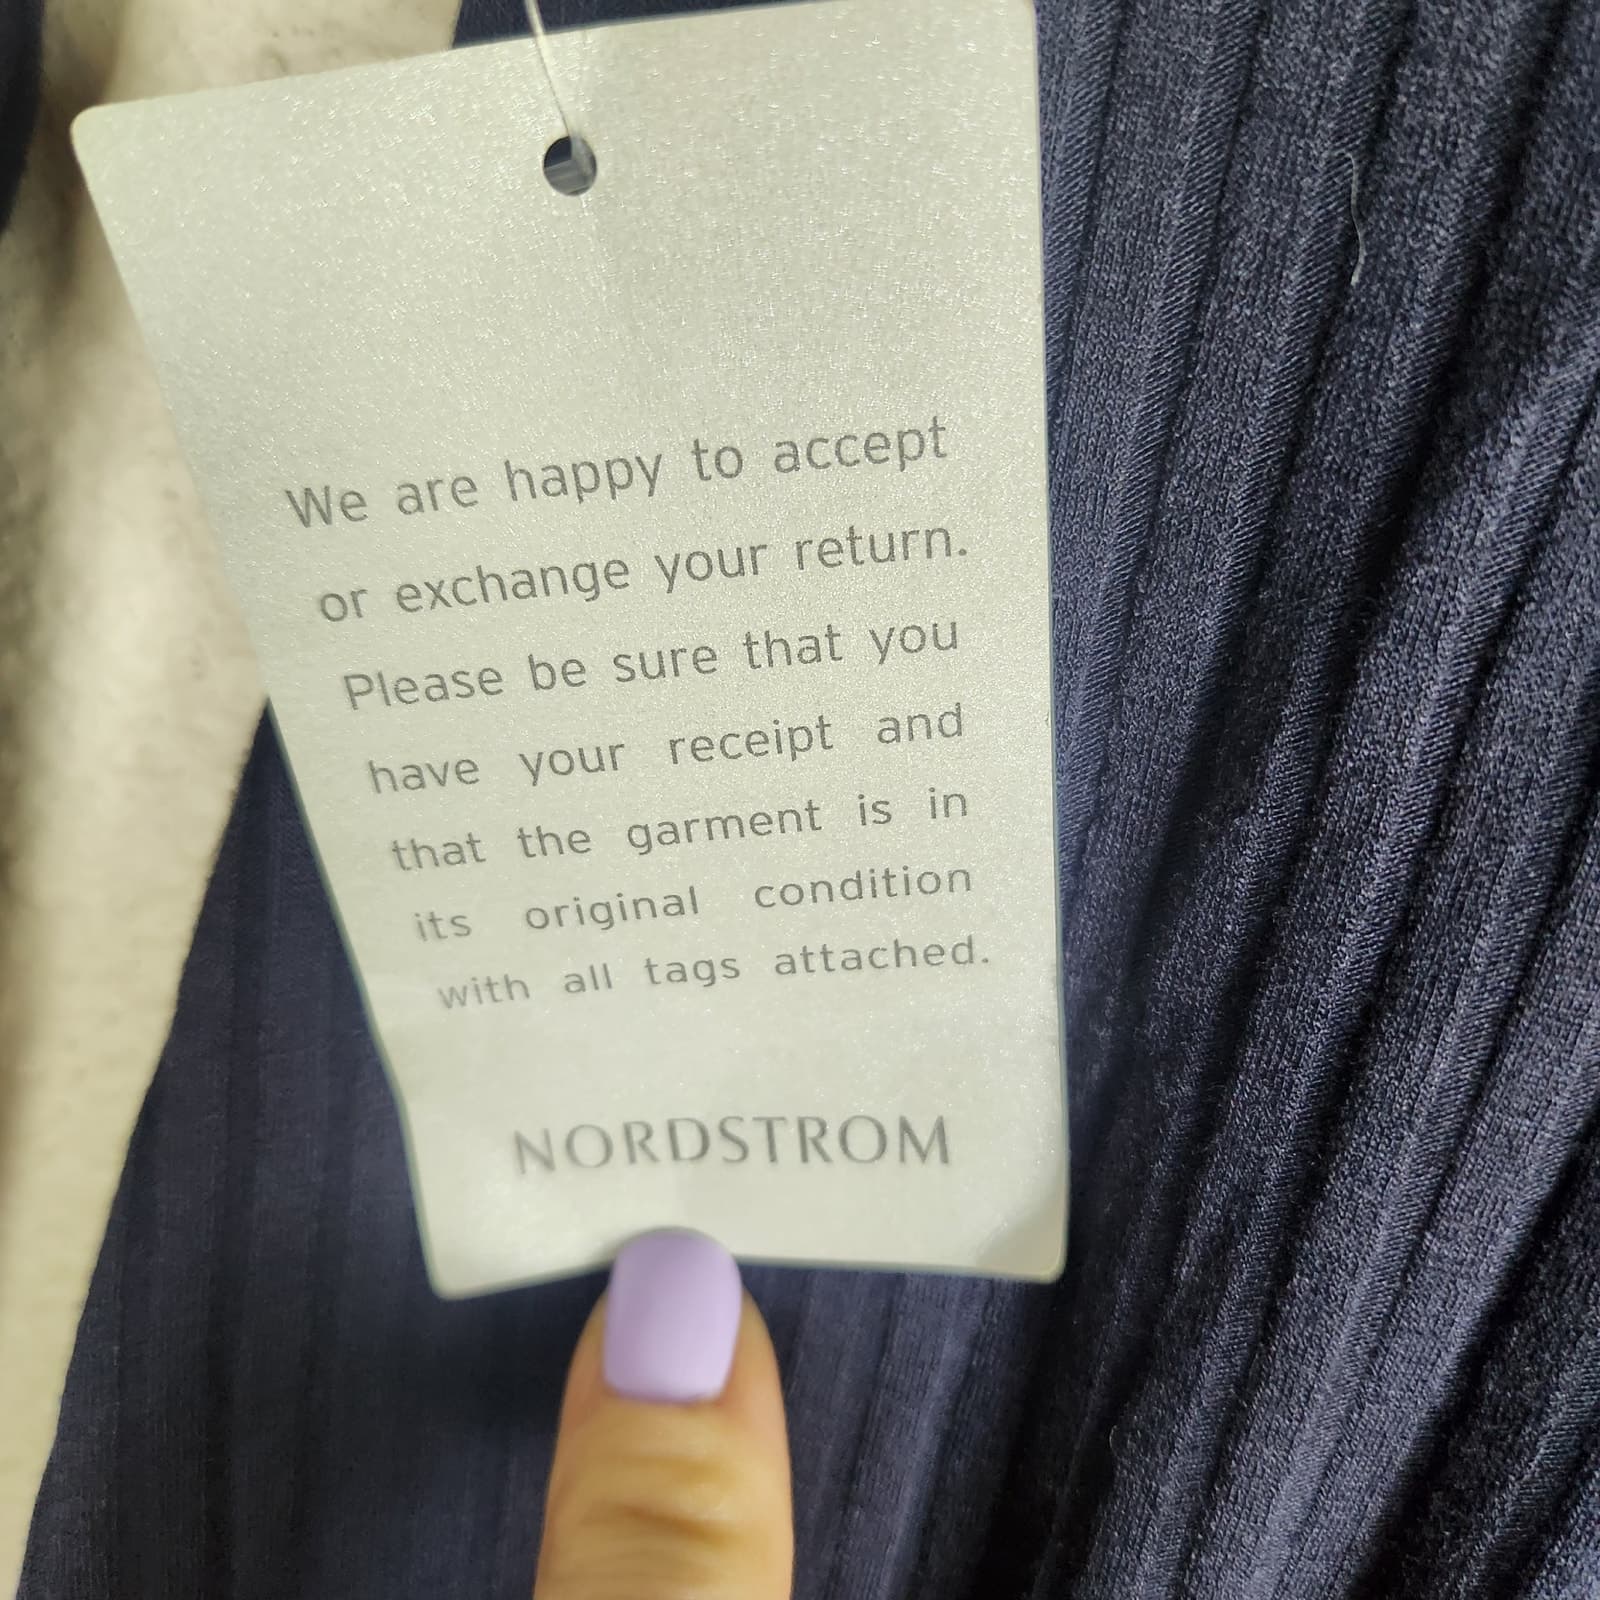 We are happy to accept
or exchange your return.
Please be sure that you
have your receipt and
that the garment is in
its original condition
with all tags attached.
NORDSTROM